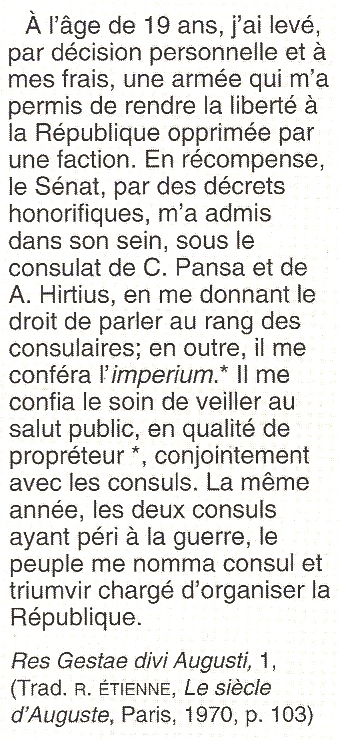 À l'âge de 19 ans, j'ai levé,
par décision personnelle et à
mes frais, une armée qui m'a
permis de rendre la liberté à
la République opprimée par
une faction. En récompense,
le Sénat, par des décrets
honorifiques, m'a admis
dans son sein, sous le
consulat de C. Pansa et de
A. Hirtius, en me donnant le
droit de parler au rang des
consulaires; en outre, il me
conféra l'imperium.* Il me
confia le soin de veiller au
salut public, en qualité de
propréteur *, conjointement
avec les consuls. La même
année, les deux consuls
ayant péri à la guerre, le
peuple me nomma consul et
triumvir chargé d'organiser la
République.
Res Gestae divi Augusti, 1,
(Trad. R. ÉTIENNE, Le siècle
d'Auguste, Paris, 1970, p. 103)